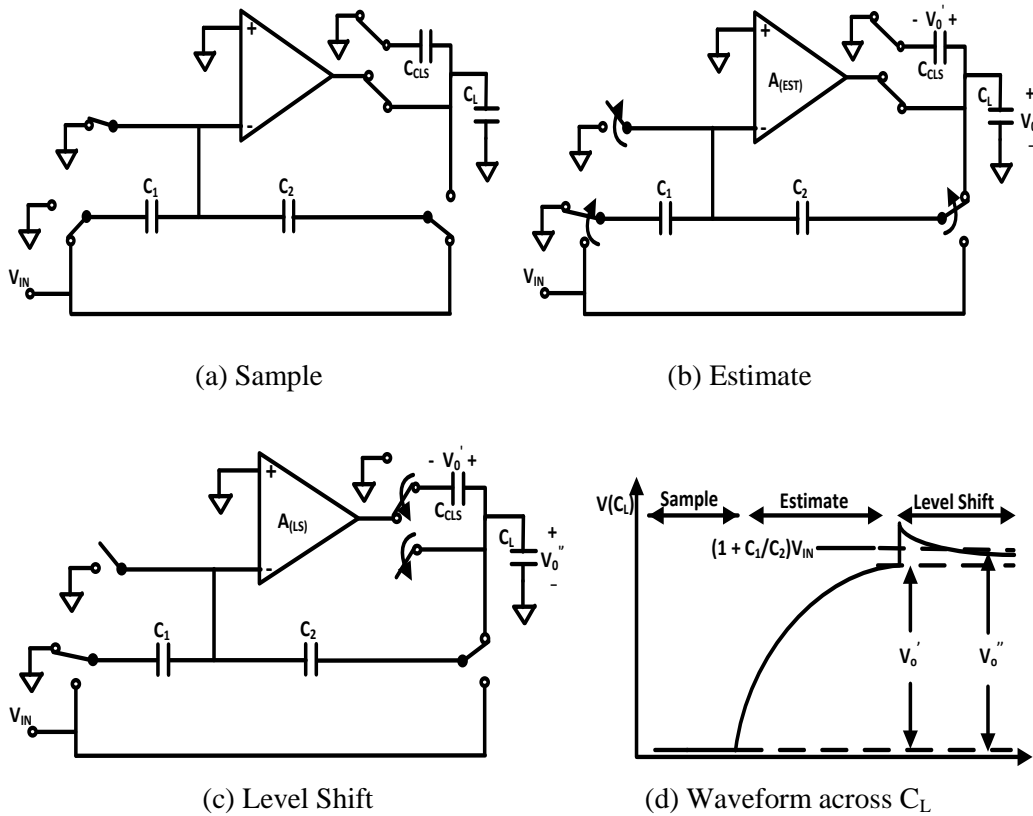 +
-
C_CLS
C_L
C_1
C_2
V_IN
(a) Sample
- V_0' +
+
A_(EST)
-
C_CLS
C_L
+
V_0'
-
C_1
C_2
V_IN
(b) Estimate
- V_0' +
+
A_(LS)
-
C_CLS
C_L
+
V_0''
-
C_1
C_2
V_IN
(c) Level Shift
V(C_L)
Sample
Estimate
Level Shift
(1 + C_1/C_2)V_IN
V_o'
V_o''
(d) Waveform across C_L